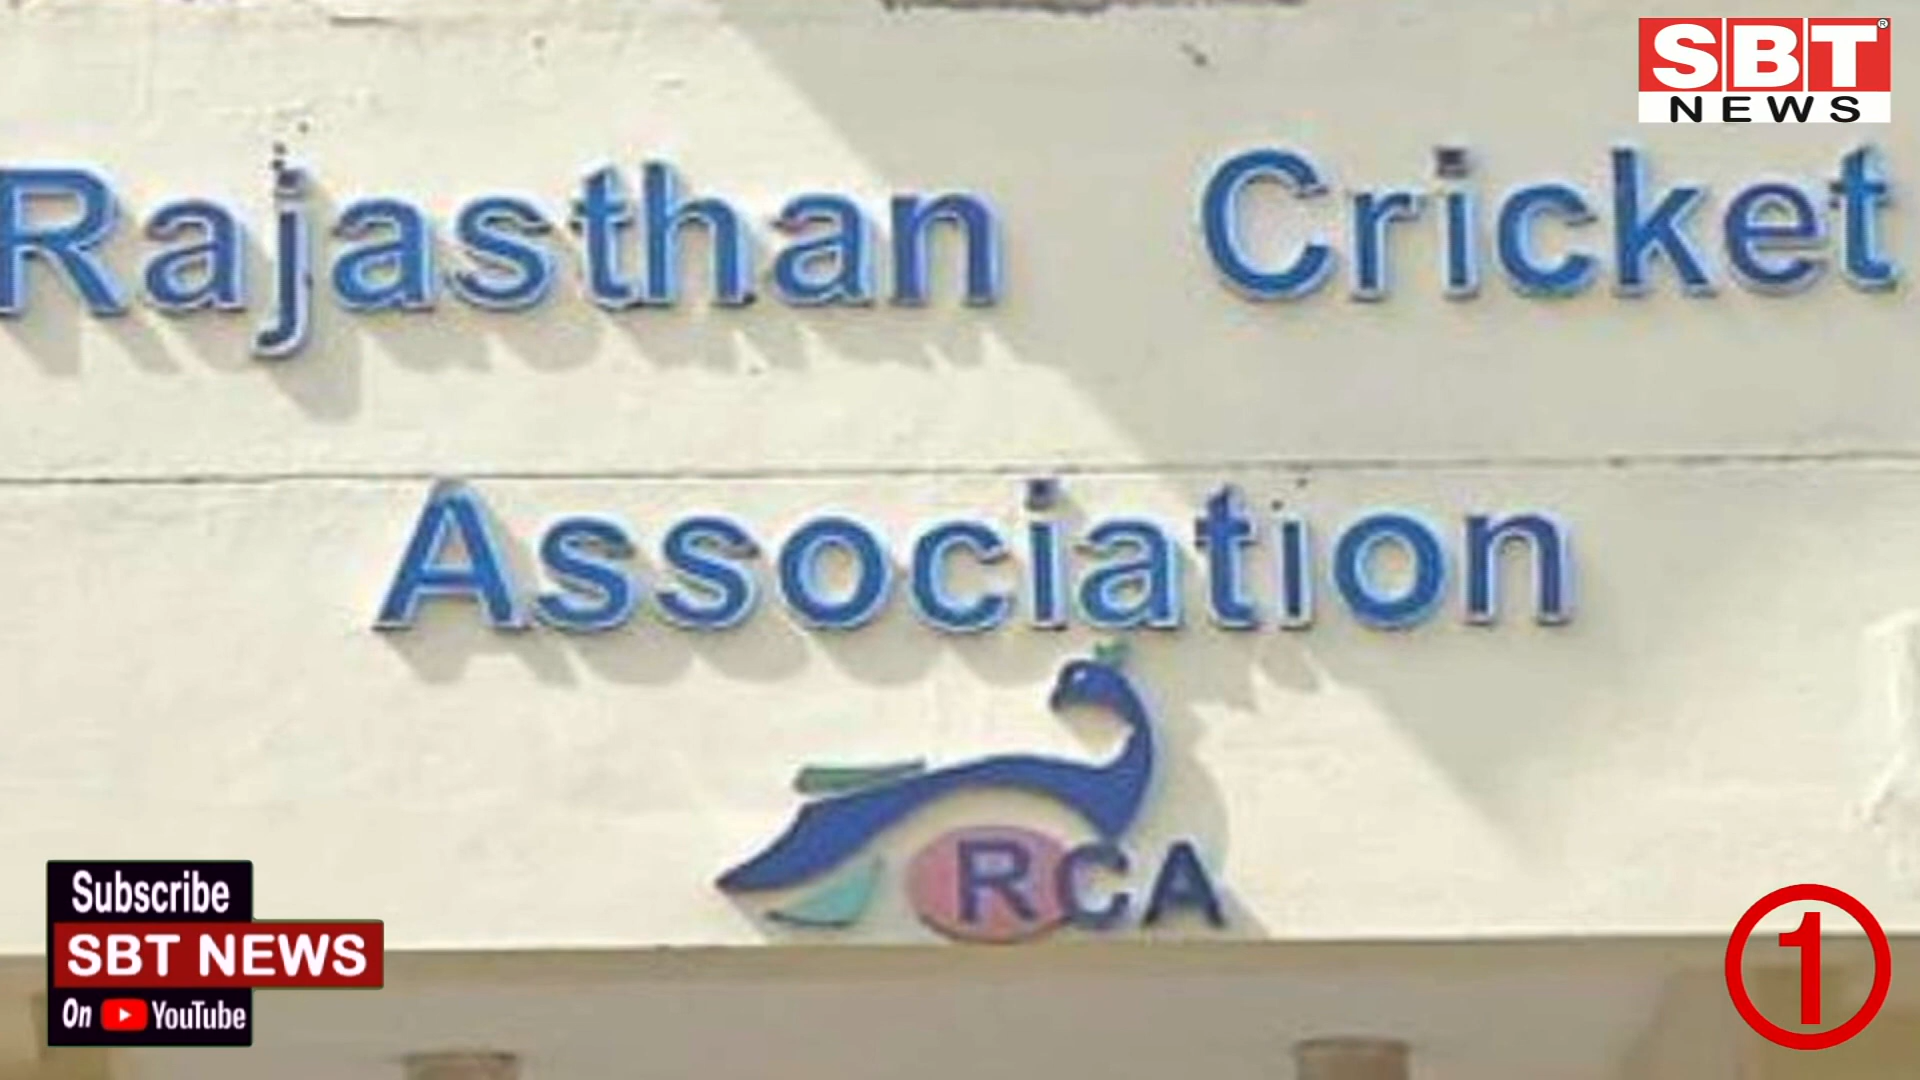 SBT
NEWS
Rajasthan Cricket
Association
RCA
Subscribe
SBT NEWS
On YouTube
1